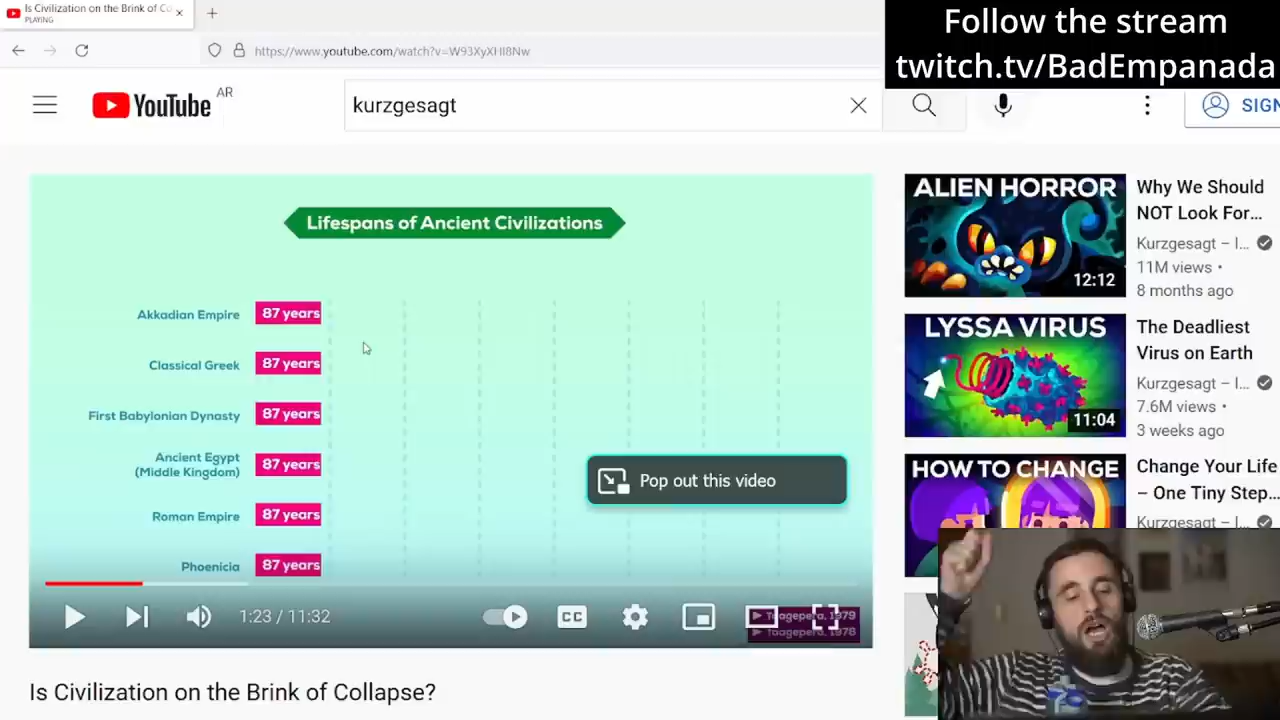 Is Civilization on the Brink of Co
PLAYING
https://www.youtube.com/watch?v=W93XyXHI8Nw
Follow the stream
twitch.tv/BadEmpanada
YouTube AR
kurzgesagt
SIGN
Lifespans of Ancient Civilizations
Akkadian Empire 87 years
Classical Greek 87 years
First Babylonian Dynasty 87 years
Ancient Egypt
(Middle Kingdom) 87 years
Roman Empire 87 years
Phoenicia 87 years
Pop out this video
1:23 / 11:32
CC
Taagepera, 1979
Taagepera, 1978
Is Civilization on the Brink of Collapse?
ALIEN HORROR
12:12
Why We Should
NOT Look For...
Kurzgesagt – I...
11M views •
8 months ago
LYSSA VIRUS
11:04
The Deadliest
Virus on Earth
Kurzgesagt – I...
7.6M views •
3 weeks ago
HOW TO CHANGE
Change Your Life
– One Tiny Step...
Kurzgesagt – I...